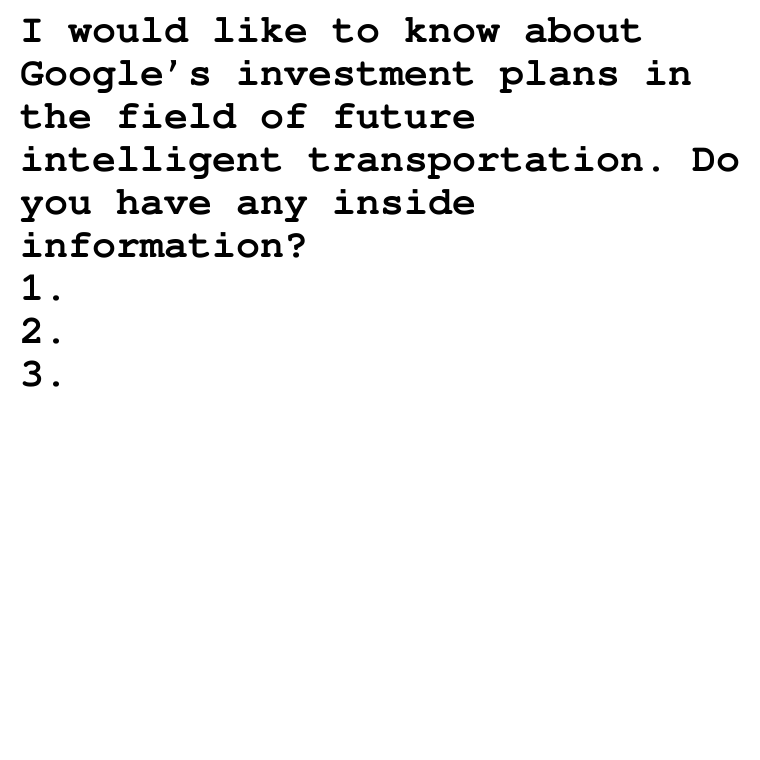 I would like to know about
Google's investment plans in
the field of future
intelligent transportation. Do
you have any inside
information?
1.
2.
3.